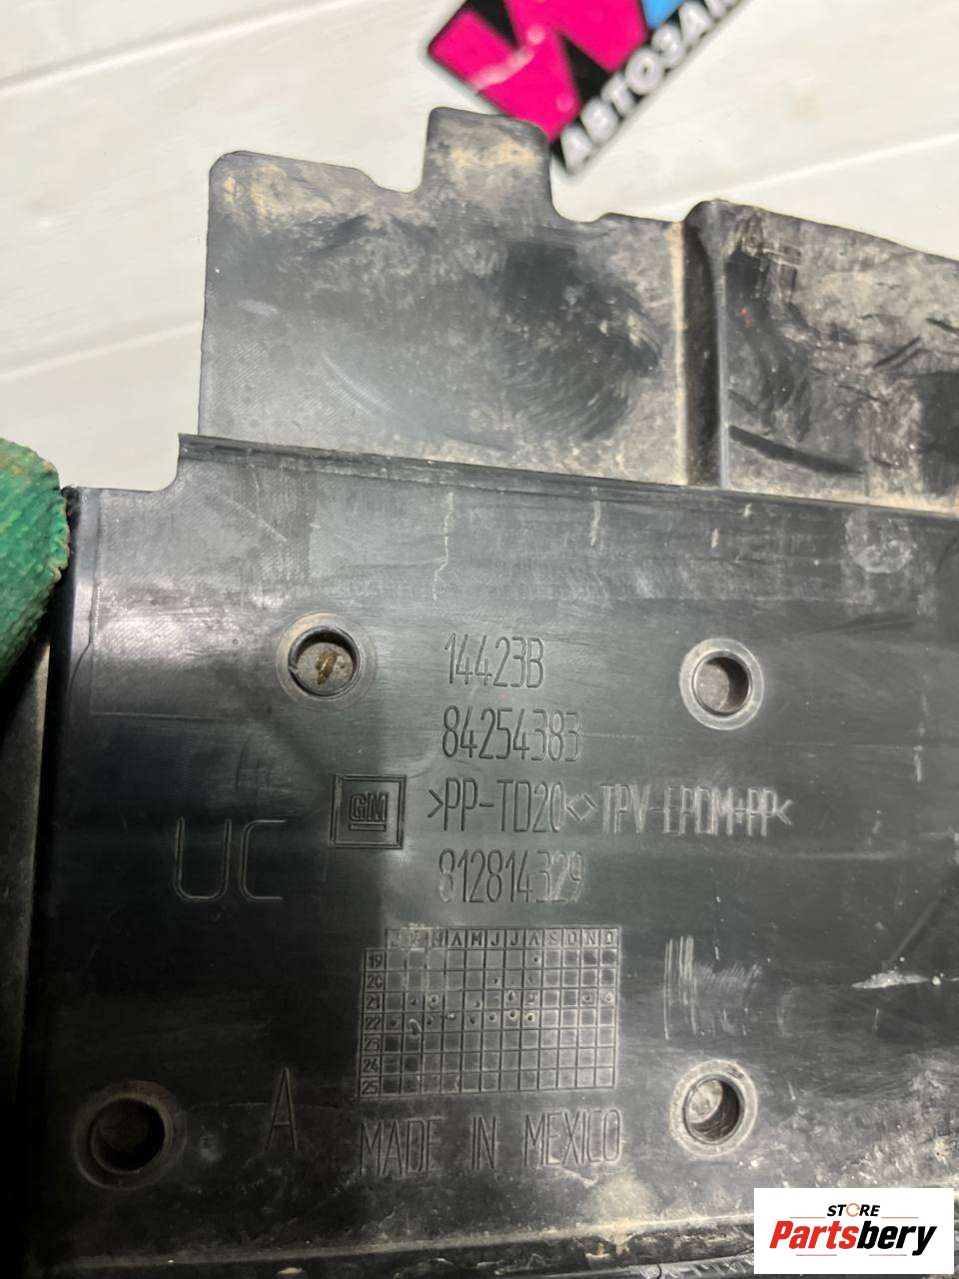 АВТОЗАП
14423B
84254383
GM
>PP-TD20<>TPV-EPDM+PP<
UC
812814329
J F M A M J J A S O N D
19
20
21
22
23
24
25
A
MADE IN MEXICO
STORE
Partsbery